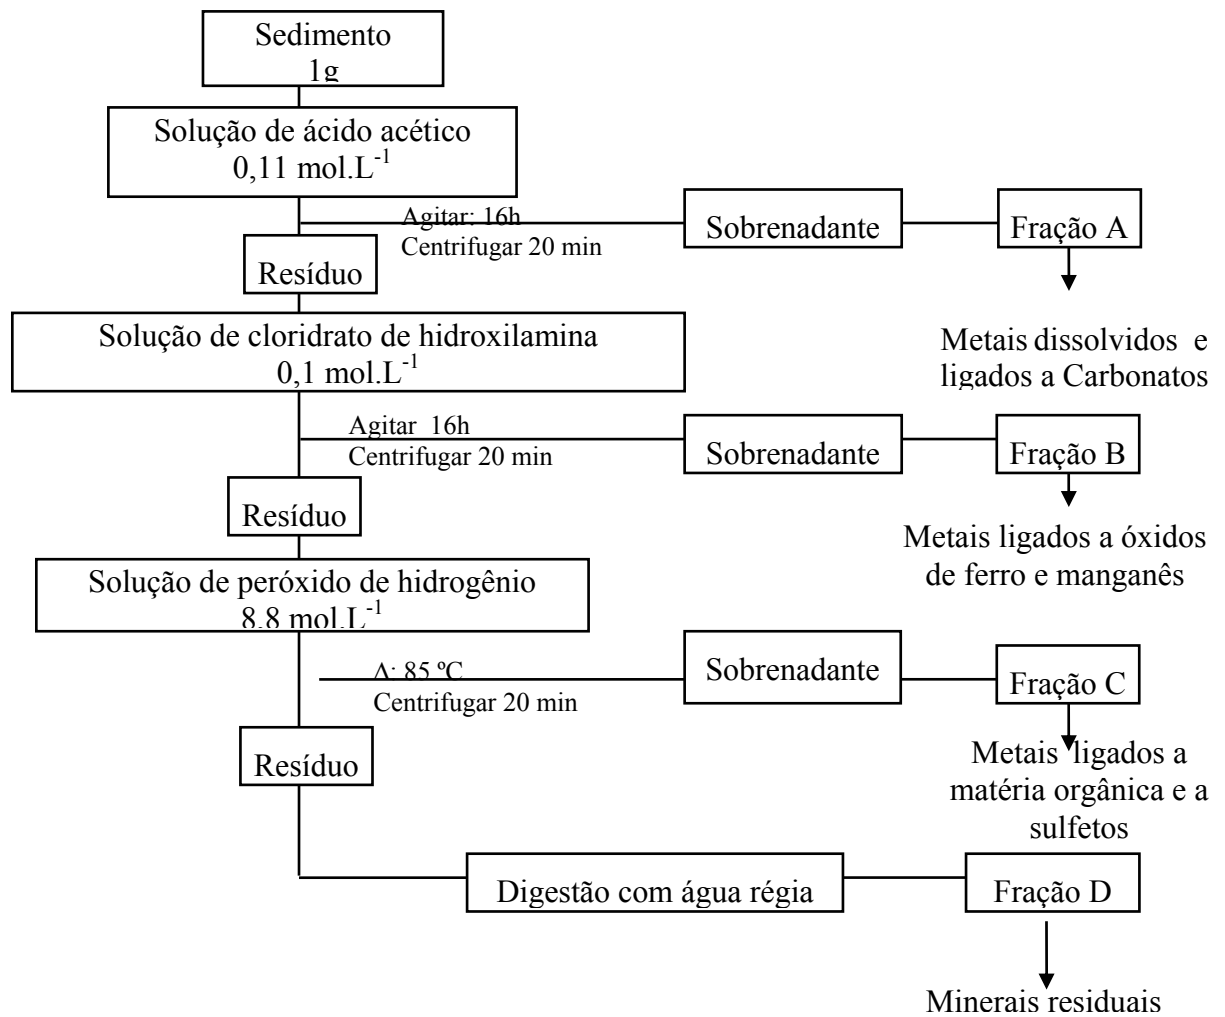 Sedimento
1g
Solução de ácido acético
0,11 mol.L-1
Agitar: 16h
Centrifugar 20 min
Sobrenadante
Fração A
Resíduo
Metais dissolvidos e
ligados a Carbonatos
Solução de cloridrato de hidroxilamina
0,1 mol.L-1
Agitar 16h
Centrifugar 20 min
Sobrenadante
Fração B
Resíduo
Metais ligados a óxidos
de ferro e manganês
Solução de peróxido de hidrogênio
8.8 mol.L-1
Δ: 85 ºC
Centrifugar 20 min
Sobrenadante
Fração C
Resíduo
Metais ligados a
matéria orgânica e a
sulfetos
Digestão com água régia
Fração D
Minerais residuais